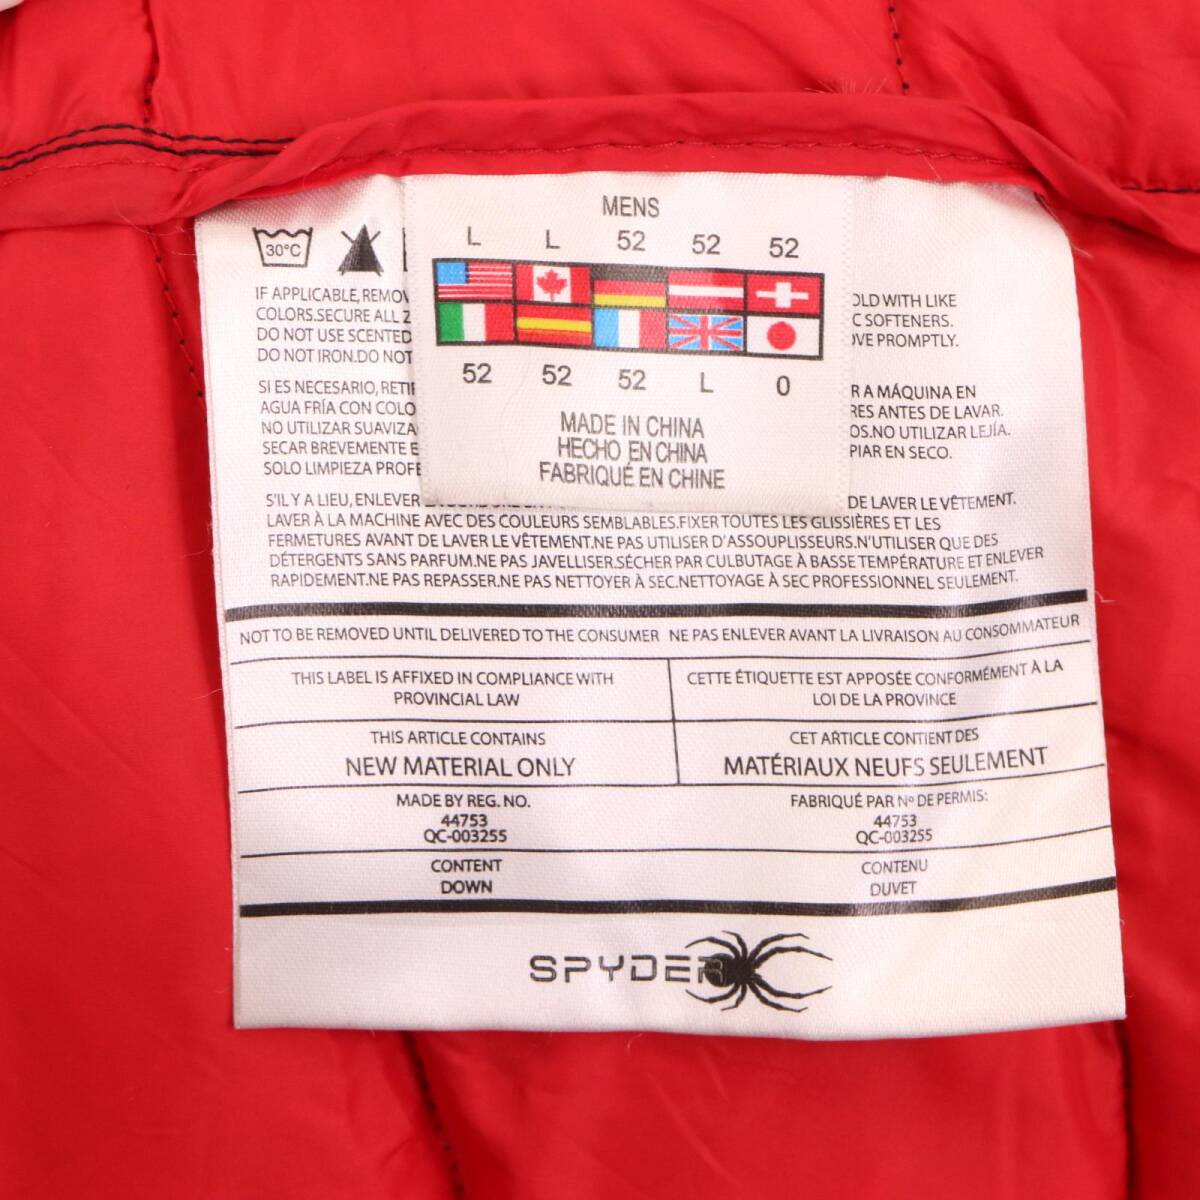 MENS
L L 52 52 52
52 52 52 L 0
MADE IN CHINA
HECHO EN CHINA
FABRIQUÉ EN CHINE
30°C
IF APPLICABLE, OLD WITH LIKE
COLORS.SECURE ALL SOFTENERS.
DO NOT USE SCENTED PROMPTLY.
DO NOT IRON.DO NOT
SI ES NECESARIO, R A MÁQUINA EN
AGUA FRÍA CON ANTES DE LAVAR.
NO UTILIZAR NO UTILIZAR LEJÍA.
SECAR BREVEMENTE EN SECO.
SOLO LIMPIEZA
S'IL Y A LIEU, ENLEVER DE LAVER LE VÊTEMENT.
LAVER À LA MACHINE AVEC DES COULEURS SEMBLABLES.FIXER TOUTES LES GLISSIÈRES ET LES
FERMETURES AVANT DE LAVER LE VÊTEMENT.NE PAS UTILISER D'ASSOUPLISSEURS.N'UTILISER QUE DES
DÉTERGENTS SANS PARFUM.NE PAS JAVELLISER.SÉCHER PAR CULBUTAGE À BASSE TEMPÉRATURE ET ENLEVER
RAPIDEMENT.NE PAS REPASSER.NE PAS NETTOYER À SEC.NETTOYAGE À SEC PROFESSIONNEL SEULEMENT.
NOT TO BE REMOVED UNTIL DELIVERED TO THE CONSUMER NE PAS ENLEVER AVANT LA LIVRAISON AU CONSOMMATEUR
THIS LABEL IS AFFIXED IN COMPLIANCE WITH
PROVINCIAL LAW
CETTE ÉTIQUETTE EST APPOSÉE CONFORMÉMENT À LA
LOI DE LA PROVINCE
THIS ARTICLE CONTAINS
NEW MATERIAL ONLY
CET ARTICLE CONTIENT DES
MATÉRIAUX NEUFS SEULEMENT
MADE BY REG. NO.
44753
QC-003255
FABRIQUÉ PAR Nº DE PERMIS:
44753
QC-003255
CONTENT
DOWN
CONTENU
DUVET
SPYDER